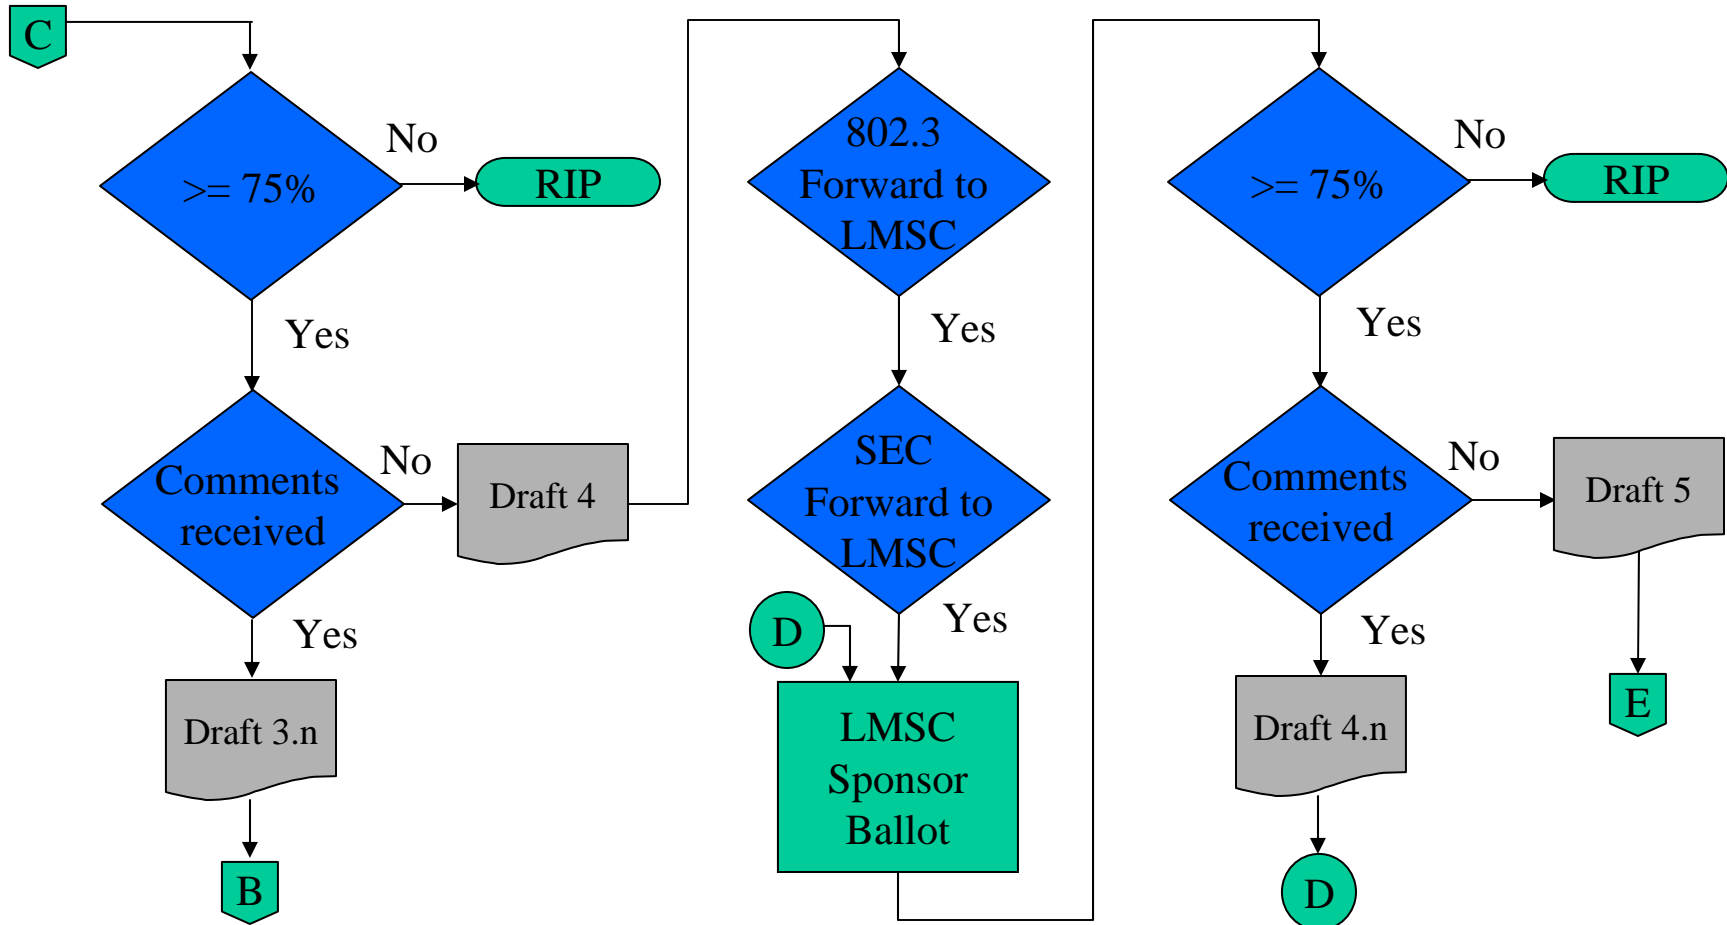 C
>= 75%
No
RIP
Yes
Comments
received
No
Draft 4
Yes
Draft 3.n
B
802.3
Forward to
LMSC
Yes
SEC
Forward to
LMSC
Yes
D
LMSC
Sponsor
Ballot
>= 75%
No
RIP
Yes
Comments
received
No
Draft 5
E
Yes
Draft 4.n
D